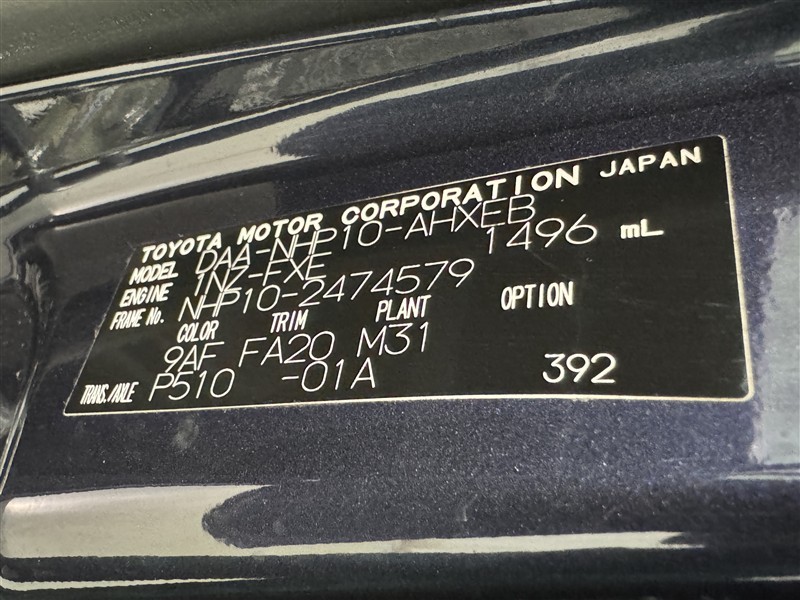 TOYOTA MOTOR CORPORATION JAPAN
MODEL DAA-NHP10-AHXEB
ENGINE 1NZ-FXE 1496 mL
FRAME No. NHP10-2474579
COLOR TRIM PLANT OPTION
9AF FA20 M31
TRANS./AXLE P510 -01A 392